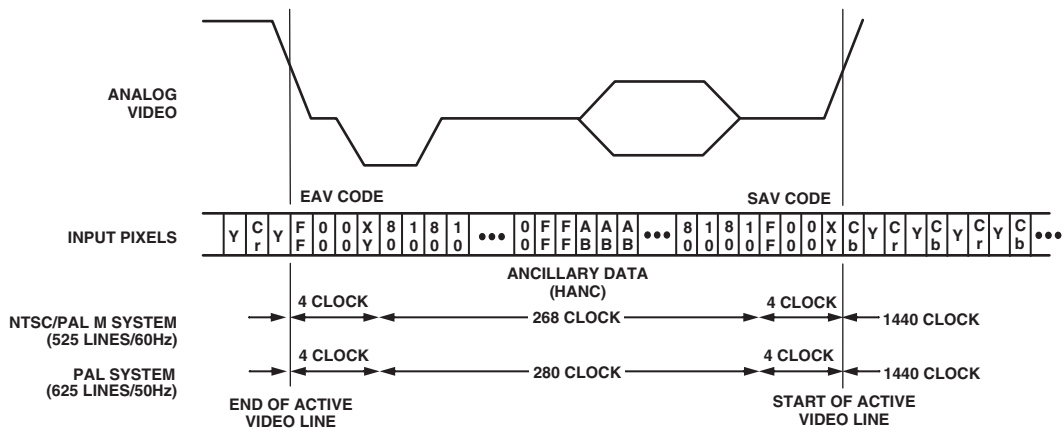 ANALOG
VIDEO
EAV CODE
SAV CODE
INPUT PIXELS
Y Cr Y FF 00 00 XY 80 10 80 10 ••• 00 FF FF AB AB AB ••• 80 10 80 10 FF 00 00 XY Cb Y Cr Y Cb Y Cr Y Cb •••
ANCILLARY DATA
(HANC)
NTSC/PAL M SYSTEM
(525 LINES/60Hz)
4 CLOCK
268 CLOCK
4 CLOCK
1440 CLOCK
PAL SYSTEM
(625 LINES/50Hz)
4 CLOCK
280 CLOCK
4 CLOCK
1440 CLOCK
END OF ACTIVE
VIDEO LINE
START OF ACTIVE
VIDEO LINE